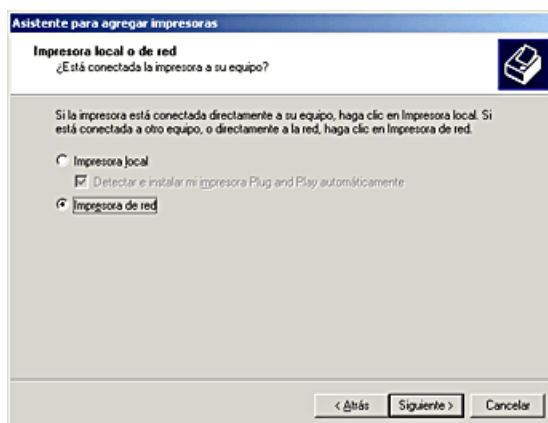 Asistente para agregar impresoras
Impresora local o de red
¿Está conectada la impresora a su equipo?
Si la impresora está conectada directamente a su equipo, haga clic en Impresora local. Si
está conectada a otro equipo, o directamente a la red, haga clic en Impresora de red.
Impresora local
Detectar e instalar mi impresora Plug and Play automáticamente
Impresora de red
< Atrás
Siguiente >
Cancelar